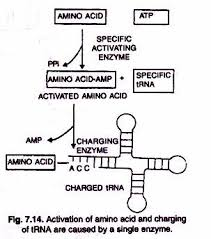 AMINO ACID ATP
SPECIFIC
ACTIVATING
ENZYME
PPi
AMINO ACID-AMP + SPECIFIC
tRNA
ACTIVATED AMINO ACID
AMP
CHARGING
ENZYME
AMINO ACID
A C C
CHARGED tRNA
Fig. 7.14. Activation of amino acid and charging
of tRNA are caused by a single enzyme.